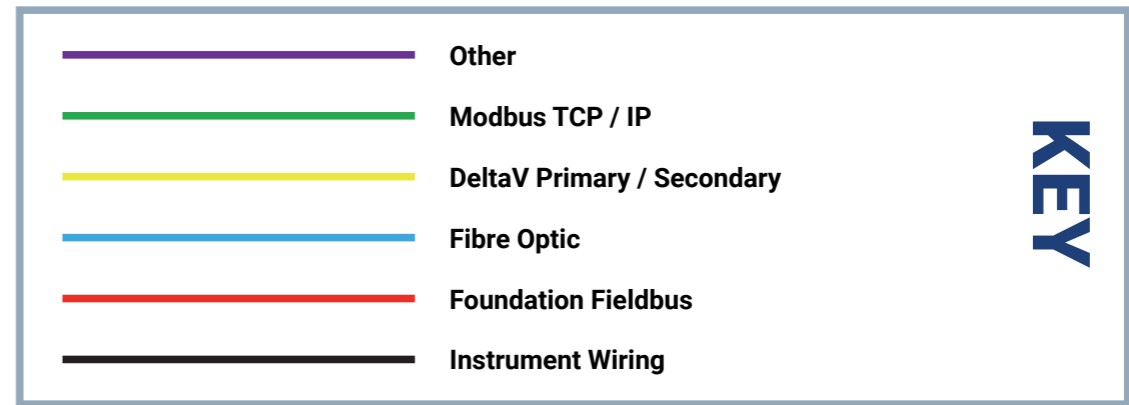 Other
Modbus TCP / IP
DeltaV Primary / Secondary
Fibre Optic
Foundation Fieldbus
Instrument Wiring
KEY